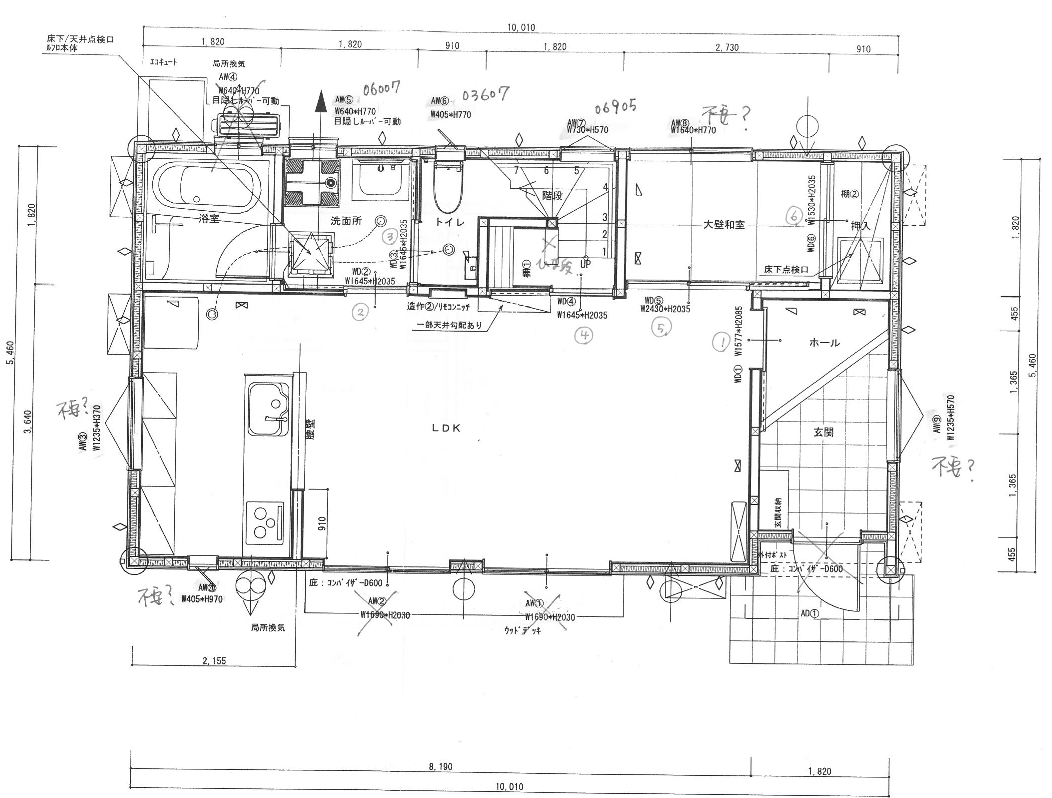 10,010
1,820
1,820
910
1,820
2,730
910
床下/天井点検口
ﾙﾌﾛ本体
ｴｺｷｭｰﾄ
局所換気
AW④
W640*H770
目隠しﾙｰﾊﾞｰ可動
AW⑤
06007
W640*H770
目隠しﾙｰﾊﾞｰ可動
AW⑥
03607
W405*H770
06905
AW⑦
W730*H570
不要?
AW⑧
W1640*H770
浴室
洗面所
トイレ
階段
7
6
5
4
3
2
1
UP
棚①
大壁和室
⑥
WD⑥
W1530*H2035
棚②
押入
床下点検口
③
WD③
W1645*H2035
WD②
W1645*H2035
②
造作②/ﾘﾓｺﾝﾆｯﾁ
一部天井勾配あり
WD④
W1645*H2035
④
WD⑤
W2430*H2035
⑤
①
WD①
W1577*H2085
ホール
玄関
玄関収納
LDK
腰壁
910
不要?
AW③
W1235*H370
AW⑨
W1235*H570
不要?
不要?
W405*H970
局所換気
庇:ｺﾝﾊﾞｲｻﾞｰD600
AW②
W1690*H2030
AW①
W1690*H2030
ｳｯﾄﾞﾃﾞｯｷ
外付ﾎﾟｽﾄ
庇:ｺﾝﾊﾞｲｻﾞｰD600
AD①
1,820
5,460
3,640
1,820
455
1,365
5,460
1,365
455
2,155
8,190
1,820
10,010